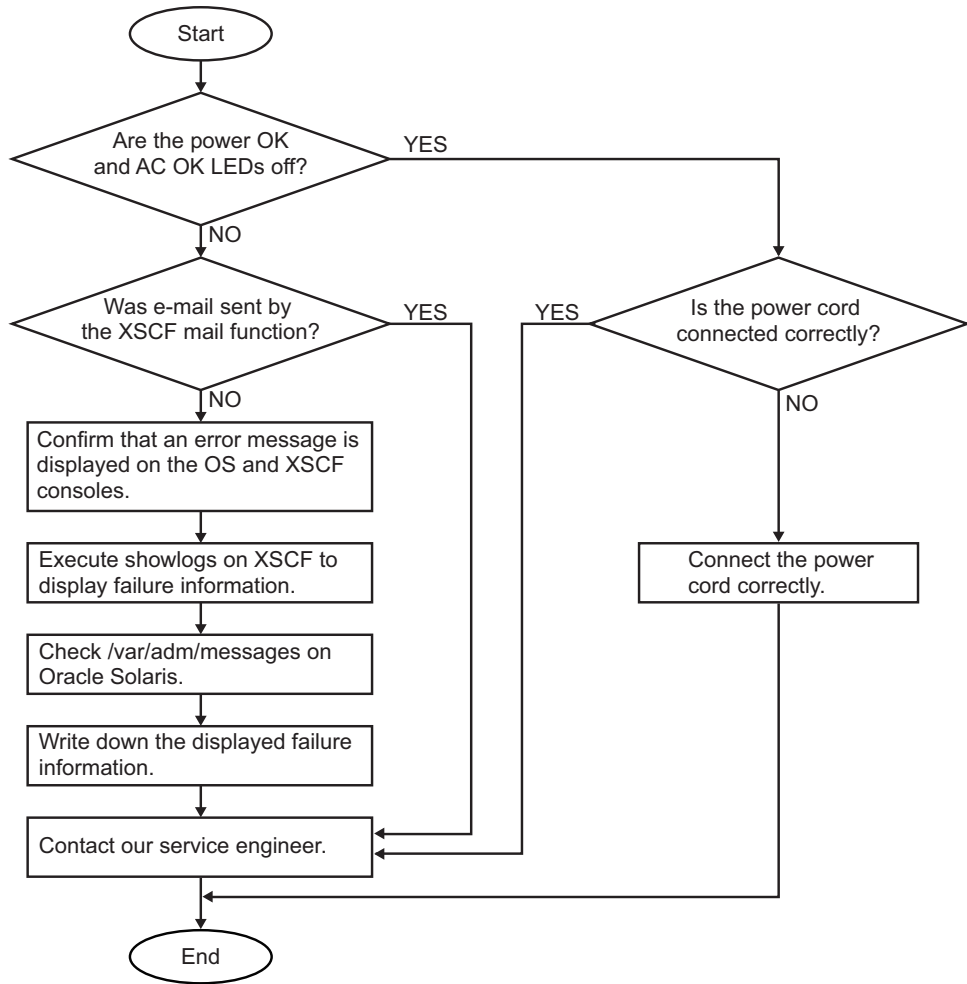 Start
Are the power OK
and AC OK LEDs off?
YES
NO
Was e-mail sent by
the XSCF mail function?
YES
YES
Is the power cord
connected correctly?
NO
NO
Confirm that an error message is
displayed on the OS and XSCF
consoles.
Execute showlogs on XSCF to
display failure information.
Connect the power
cord correctly.
Check /var/adm/messages on
Oracle Solaris.
Write down the displayed failure
information.
Contact our service engineer.
End